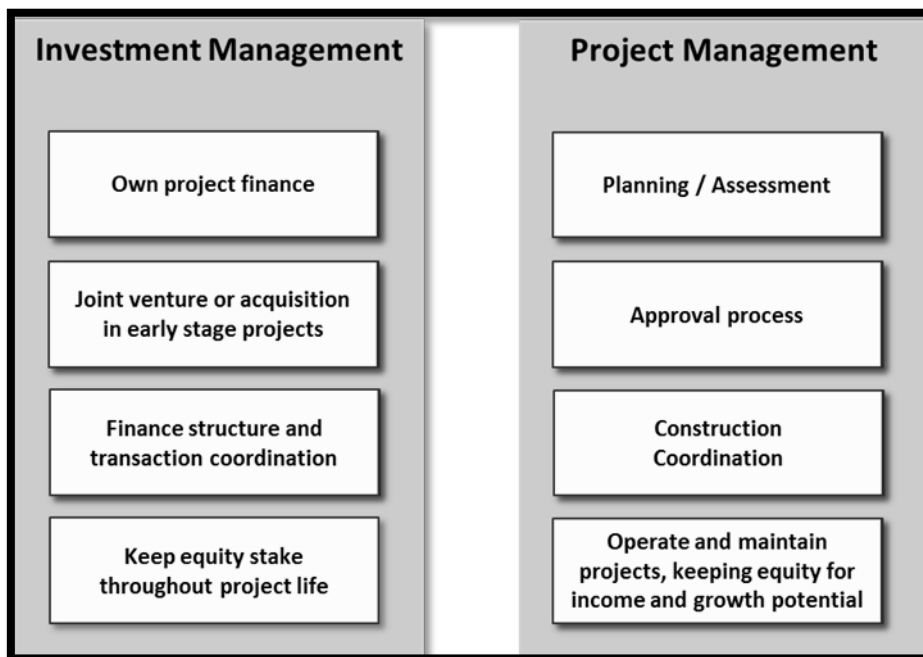 Investment Management
Own project finance
Joint venture or acquisition
in early stage projects
Finance structure and
transaction coordination
Keep equity stake
throughout project life
Project Management
Planning / Assessment
Approval process
Construction
Coordination
Operate and maintain
projects, keeping equity for
income and growth potential